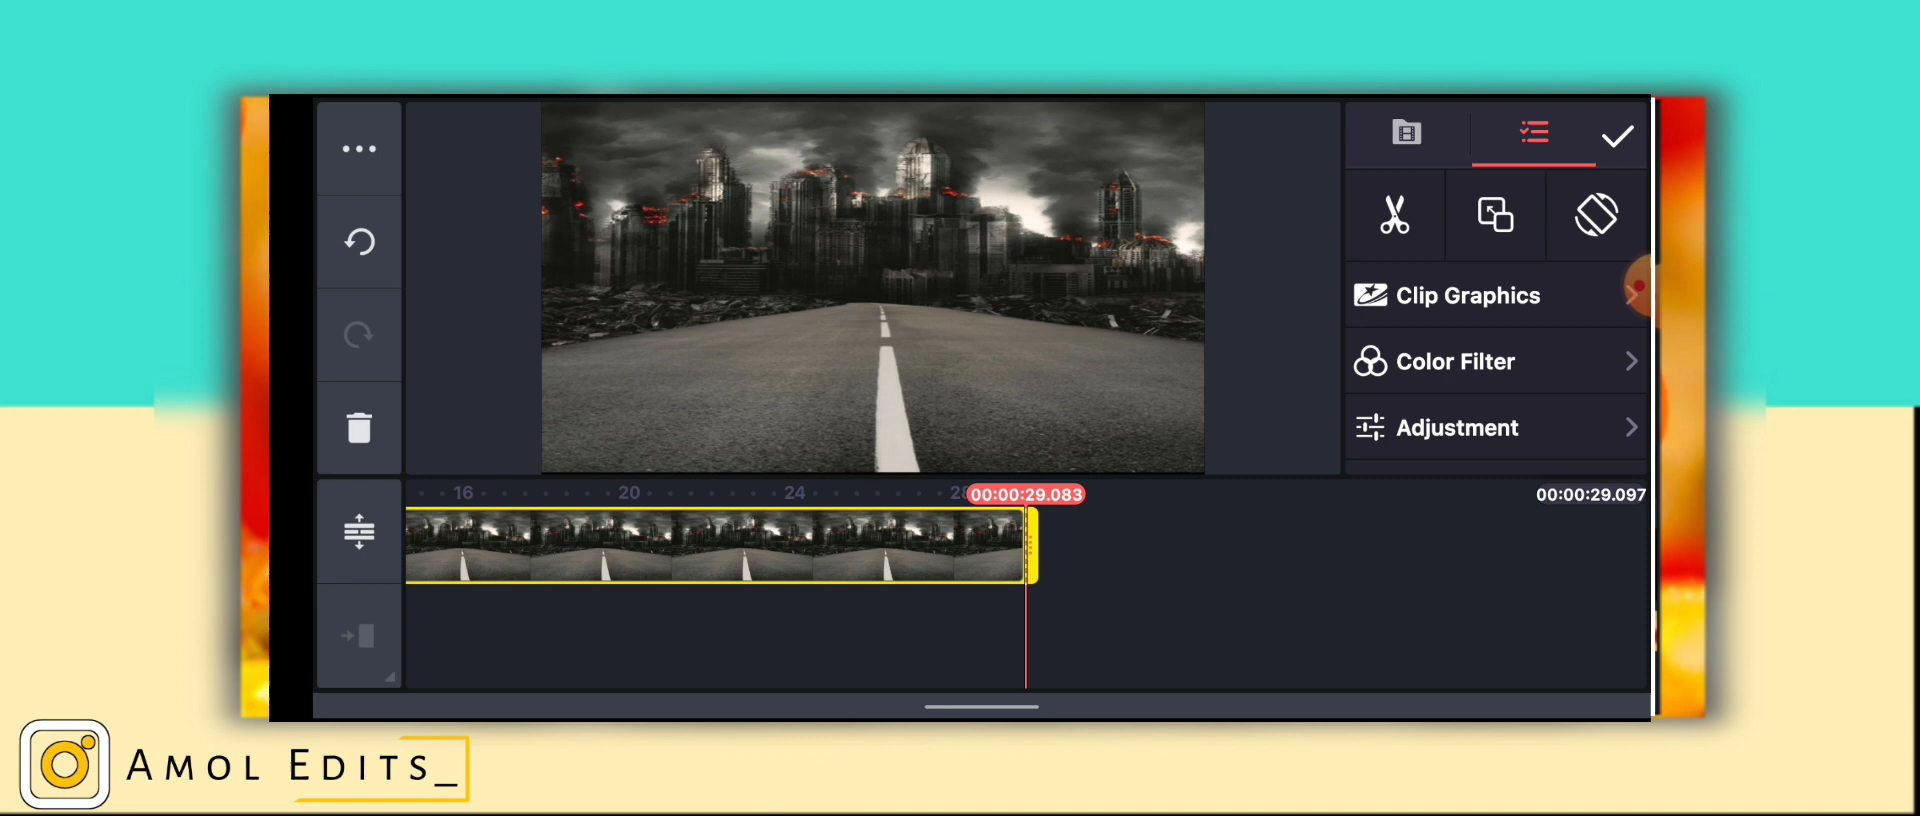 Clip Graphics
Color Filter
Adjustment
16 20 24 28 00:00:29.083 00:00:29.097
AMOL EDITS_